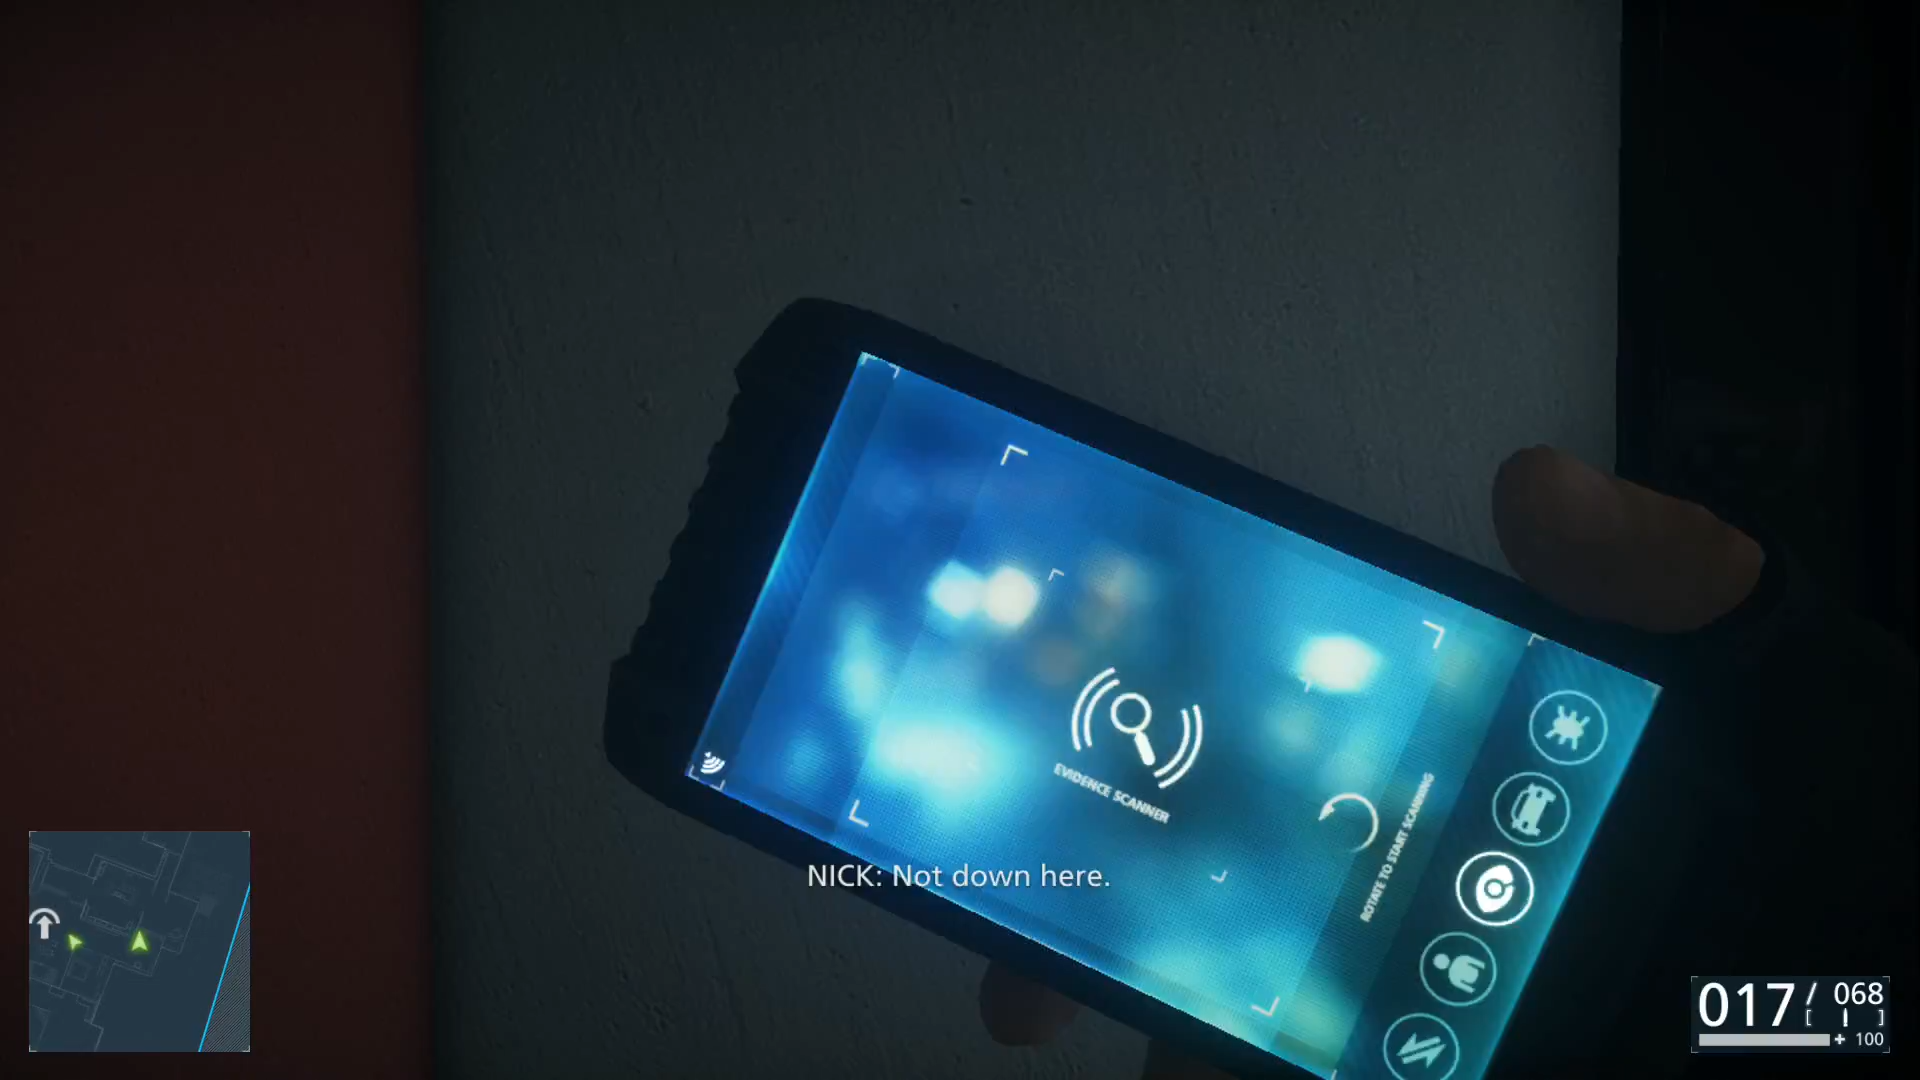 EVIDENCE SCANNER
ROTATE TO START SCANNING
NICK: Not down here.
017/ 068
[ ]
+ 100